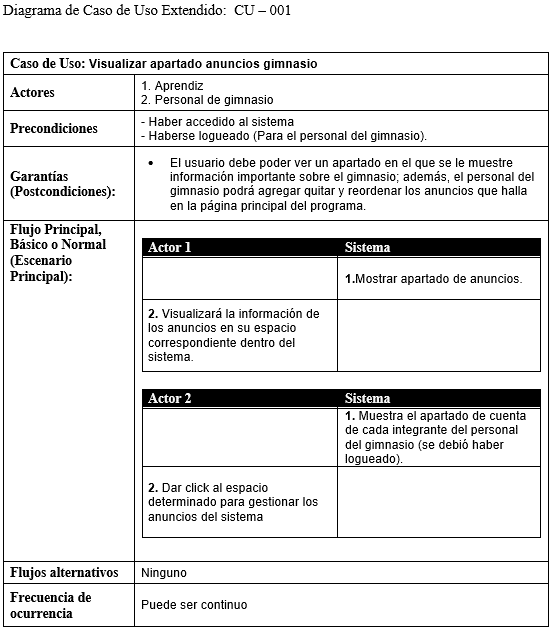 Diagrama de Caso de Uso Extendido:  CU – 001
Caso de Uso: Visualizar apartado anuncios gimnasio
Actores
1. Aprendiz
2. Personal de gimnasio
Precondiciones
- Haber accedido al sistema
- Haberse logueado (Para el personal del gimnasio).
Garantías
(Postcondiciones):
• El usuario debe poder ver un apartado en el que se le muestre
información importante sobre el gimnasio; además, el personal del
gimnasio podrá agregar quitar y reordenar los anuncios que halla
en la página principal del programa.
Flujo Principal,
Básico o Normal
(Escenario
Principal):
Actor 1 Sistema
1.Mostrar apartado de anuncios.
2. Visualizará la información de
los anuncios en su espacio
correspondiente dentro del
sistema.
Actor 2 Sistema
1. Muestra el apartado de cuenta
de cada integrante del personal
del gimnasio (se debió haber
logueado).
2. Dar click al espacio
determinado para gestionar los
anuncios del sistema
Flujos alternativos
Ninguno
Frecuencia de
ocurrencia
Puede ser continuo